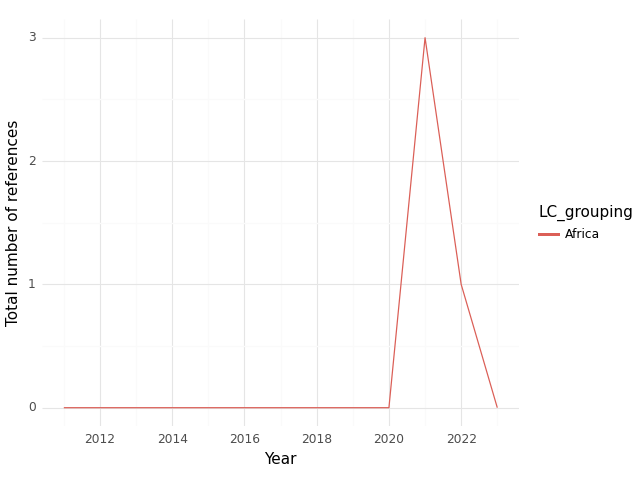 3
2
1
0
Total number of references
2012 2014 2016 2018 2020 2022
Year
LC_grouping
Africa